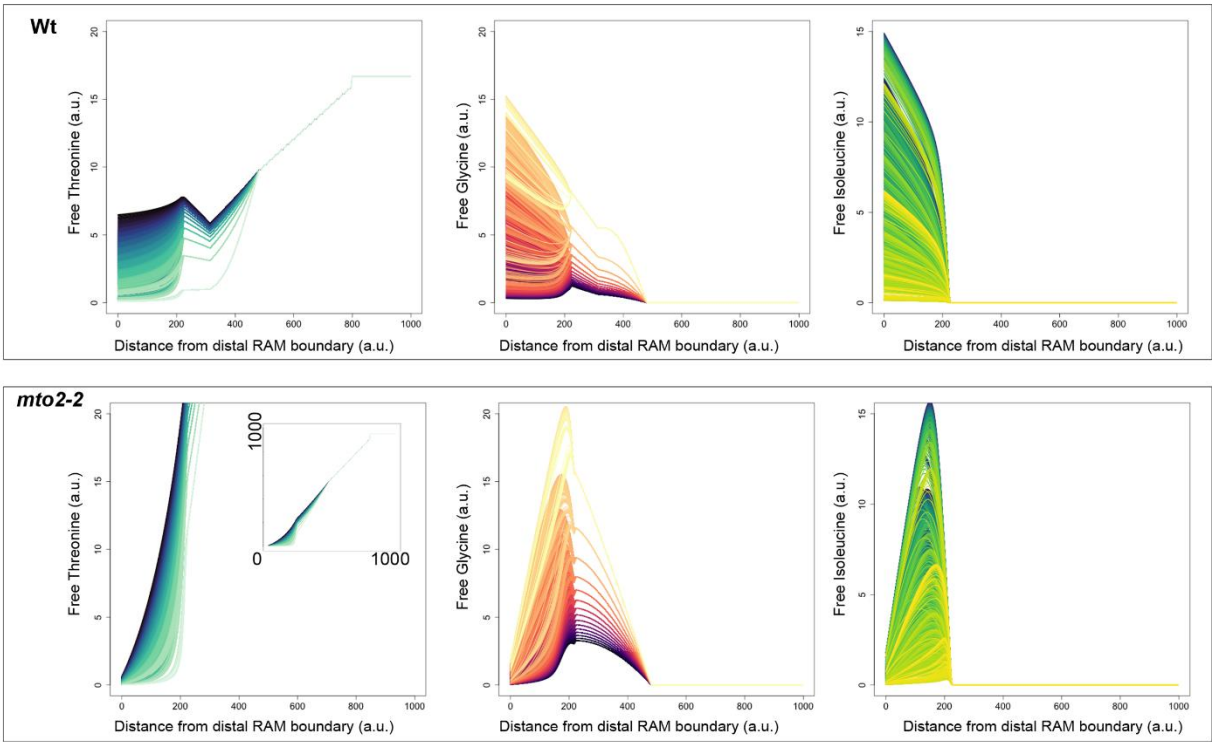 Wt
Free Threonine (a.u.)
20
15
10
5
0
0 200 400 600 800 1000
Distance from distal RAM boundary (a.u.)
Free Glycine (a.u.)
20
15
10
5
0
0 200 400 600 800 1000
Distance from distal RAM boundary (a.u.)
Free Isoleucine (a.u.)
15
10
5
0
0 200 400 600 800 1000
Distance from distal RAM boundary (a.u.)
mto2-2
Free Threonine (a.u.)
20
15
10
5
0
0 200 400 600 800 1000
Distance from distal RAM boundary (a.u.)
1000
0 1000
Free Glycine (a.u.)
20
15
10
5
0
0 200 400 600 800 1000
Distance from distal RAM boundary (a.u.)
Free Isoleucine (a.u.)
15
10
5
0
0 200 400 600 800 1000
Distance from distal RAM boundary (a.u.)